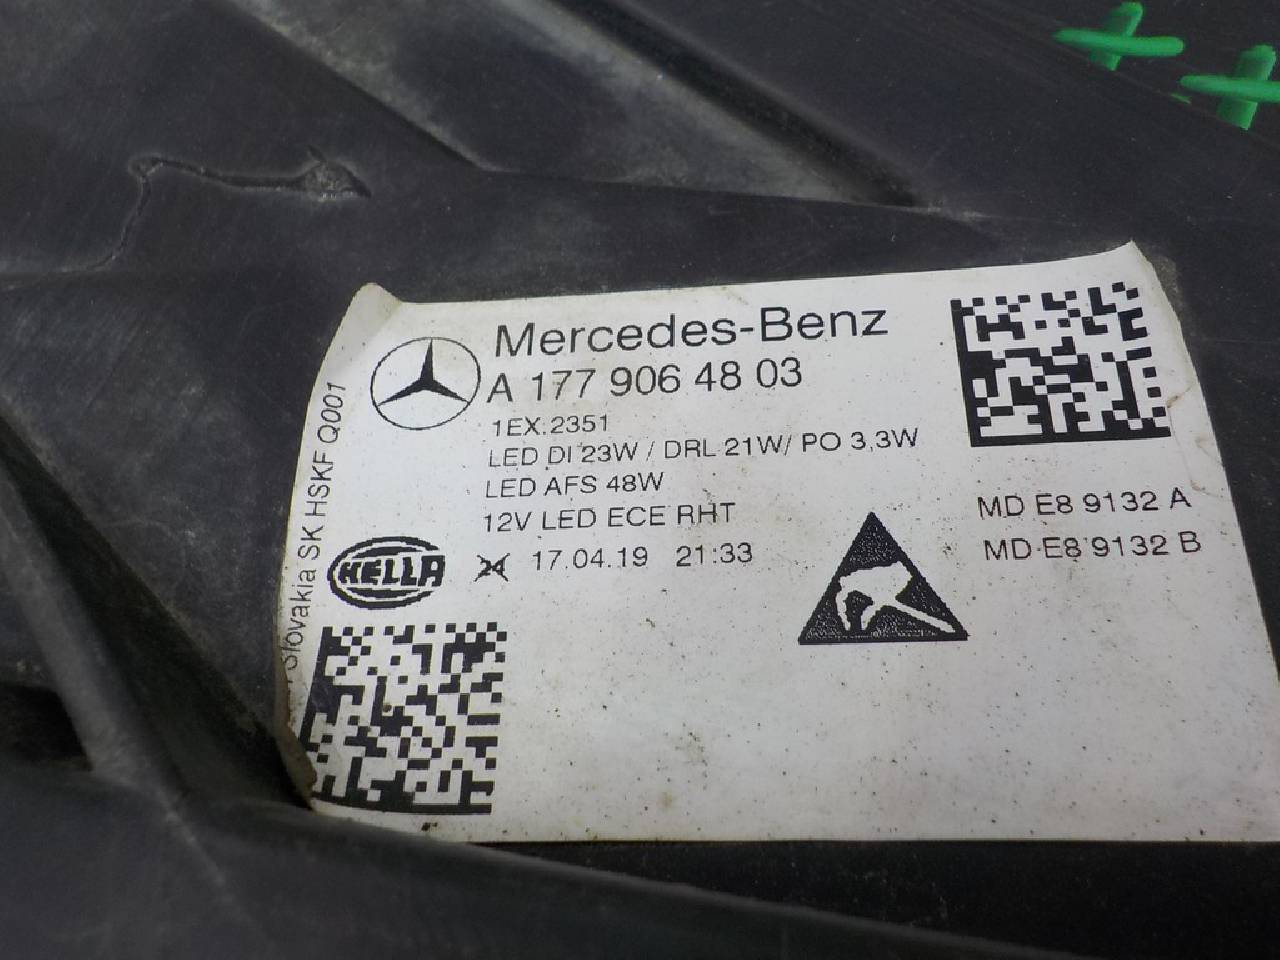 Mercedes-Benz
A 177 906 48 03
1EX.2351
LED DI 23W / DRL 21W/ PO 3,3W
LED AFS 48W
12V LED ECE RHT
HELLA 17.04.19 21:33
MD E8 9132 A
MD E8 9132 B
Slovakia SK HSKF Q001